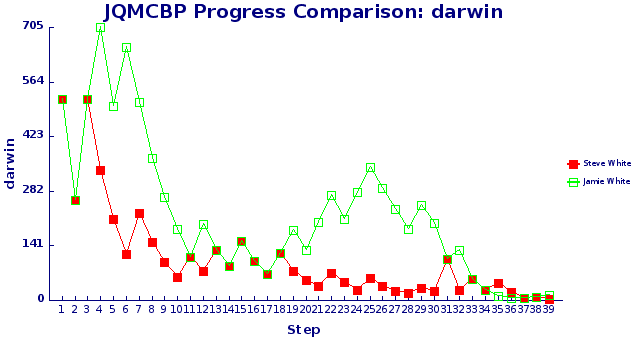 JQMCBP Progress Comparison: darwin
705
564
423
282
141
0
darwin
1 2 3 4 5 6 7 8 9 10 11 12 13 14 15 16 17 18 19 20 21 22 23 24 25 26 27 28 29 30 31 32 33 34 35 36 37 38 39
Step
Steve White
Jamie White